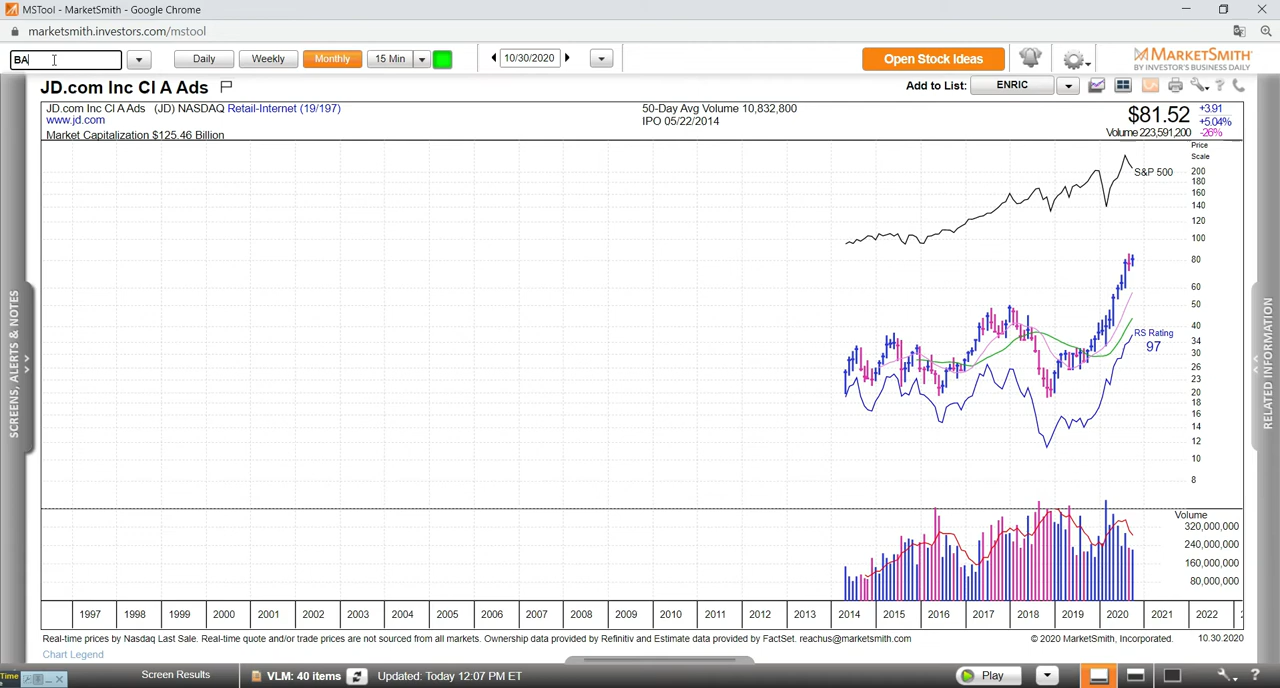 MSTool - MarketSmith - Google Chrome
marketsmith.investors.com/mstool
BA
Daily
Weekly
Monthly
15 Min
10/30/2020
Open Stock Ideas
MARKETSMITH
BY INVESTOR'S BUSINESS DAILY
JD.com Inc Cl A Ads
Add to List:
ENRIC
JD.com Inc Cl A Ads (JD) NASDAQ Retail-Internet (19/197)
www.jd.com
Market Capitalization $125.46 Billion
50-Day Avg Volume 10,832,800
IPO 05/22/2014
$81.52
+3.91
+5.04%
Volume 223,591,200 -26%
Price
Scale
S&P 500
200
180
160
140
120
100
80
60
50
40
34
30
26
23
20
18
16
14
12
10
8
RS Rating
97
SCREENS, ALERTS & NOTES
RELATED INFORMATION
Volume
320,000,000
240,000,000
160,000,000
80,000,000
1997 1998 1999 2000 2001 2002 2003 2004 2005 2006 2007 2008 2009 2010 2011 2012 2013 2014 2015 2016 2017 2018 2019 2020 2021 2022
Real-time prices by Nasdaq Last Sale. Real-time quote and/or trade prices are not sourced from all markets. Ownership data provided by Refinitiv and Estimate data provided by FactSet. reachus@marketsmith.com
© 2020 MarketSmith, Incorporated.
10.30.2020
Chart Legend
Time
Screen Results
VLM: 40 items
Updated: Today 12:07 PM ET
Play